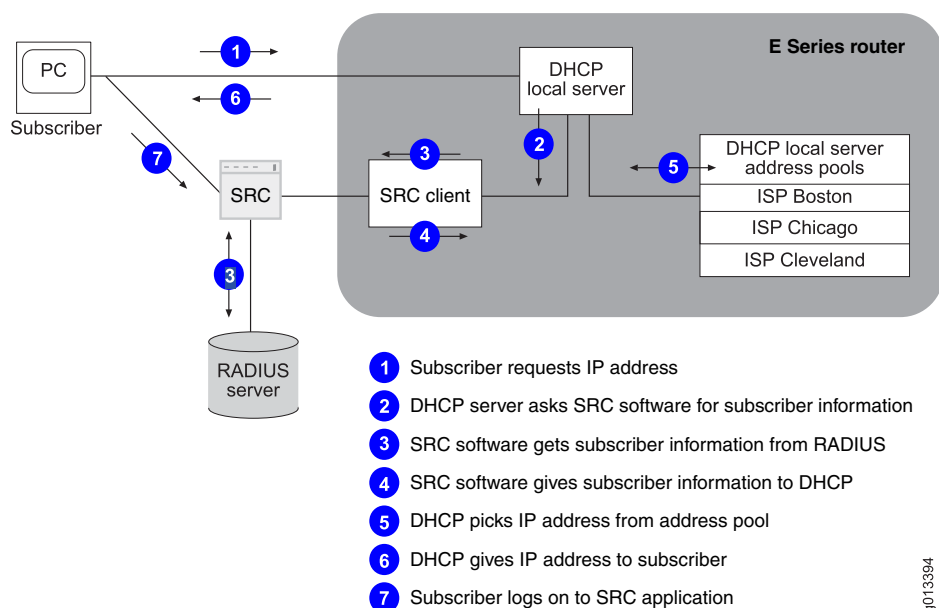 E Series router
1
PC
DHCP
local server
6
Subscriber
2
7
3
5
DHCP local server
address pools
SRC
SRC client
ISP Boston
4
ISP Chicago
3
ISP Cleveland
RADIUS
server
1 Subscriber requests IP address
2 DHCP server asks SRC software for subscriber information
3 SRC software gets subscriber information from RADIUS
4 SRC software gives subscriber information to DHCP
5 DHCP picks IP address from address pool
6 DHCP gives IP address to subscriber
7 Subscriber logs on to SRC application
g013394